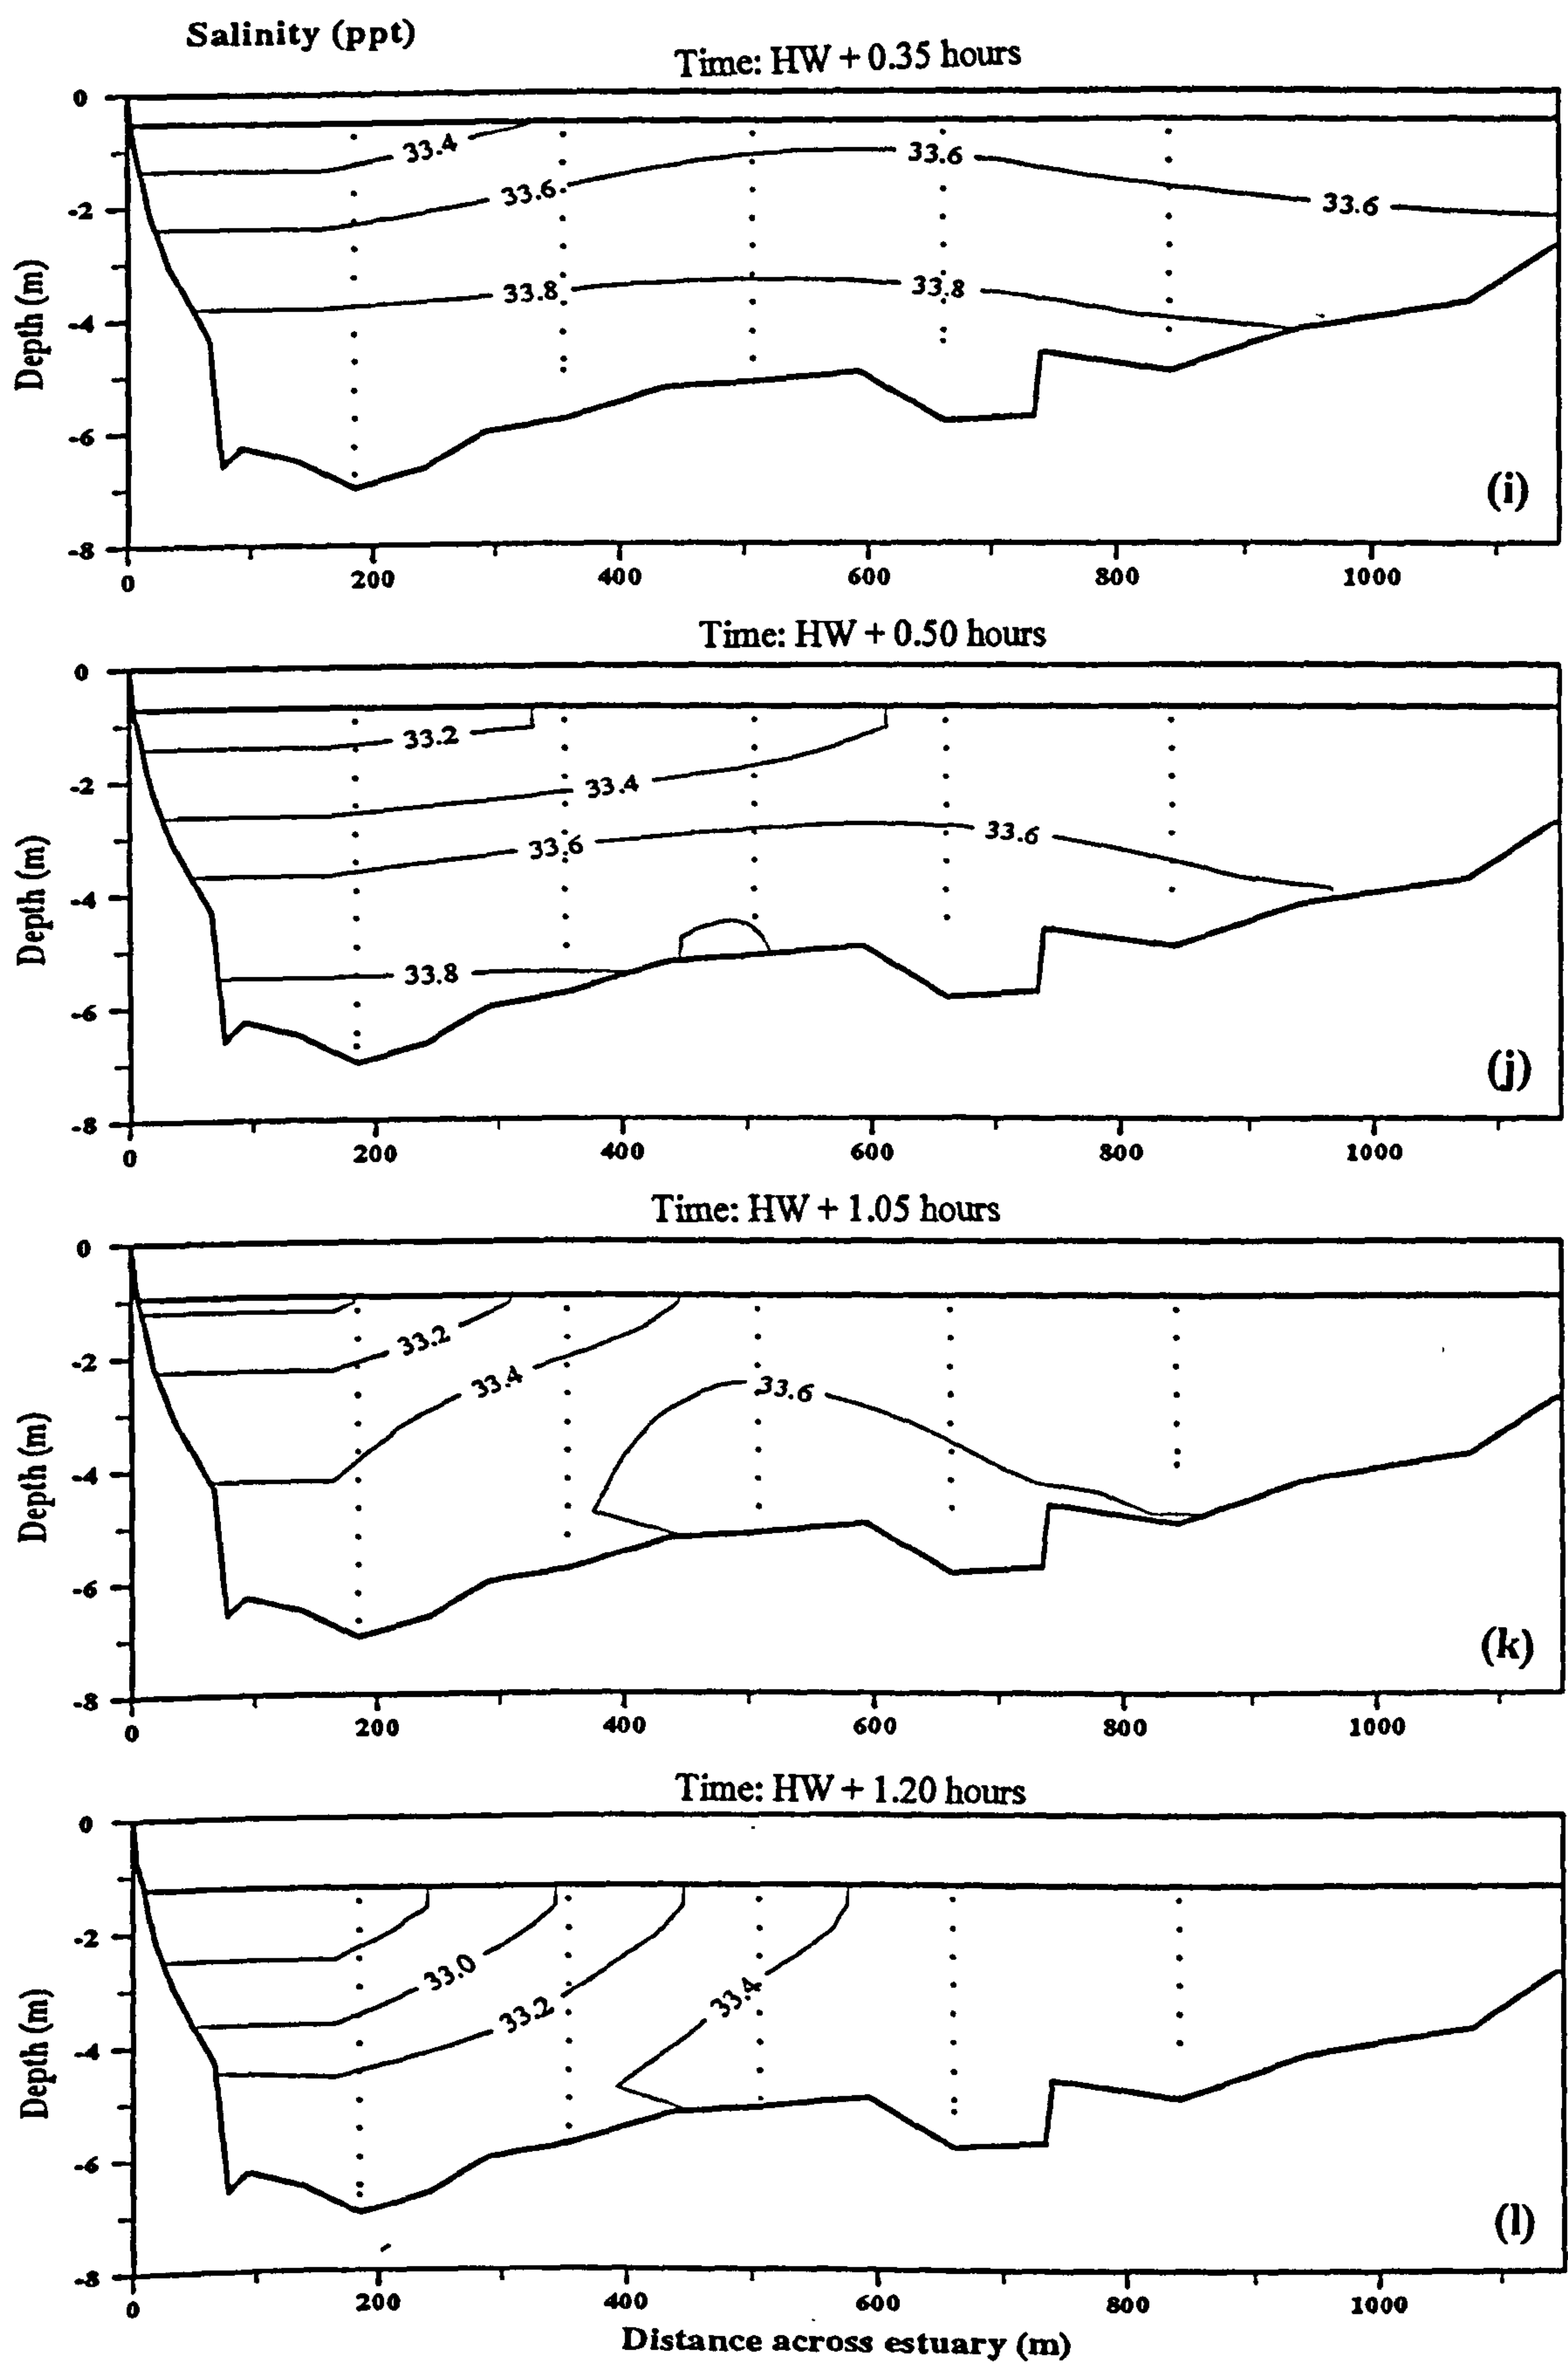 Salinity (ppt)
Time: HW + 0.35 hours
0
33.4
33.6
33.6
33.6
-2
33.8
33.8
-4
-6
-8
Depth (m)
(i)
0 200 400 600 800 1000
Time: HW + 0.50 hours
0
33.2
-2
33.4
33.6
33.6
-4
33.8
-6
-8
Depth (m)
(j)
0 200 400 600 800 1000
Time: HW + 1.05 hours
0
33.2
-2
33.4
33.6
-4
-6
-8
Depth (m)
(k)
0 200 400 600 800 1000
Time: HW + 1.20 hours
0
-2
33.0
33.2
33.4
-4
-6
-8
Depth (m)
(l)
0 200 400 600 800 1000
Distance across estuary (m)